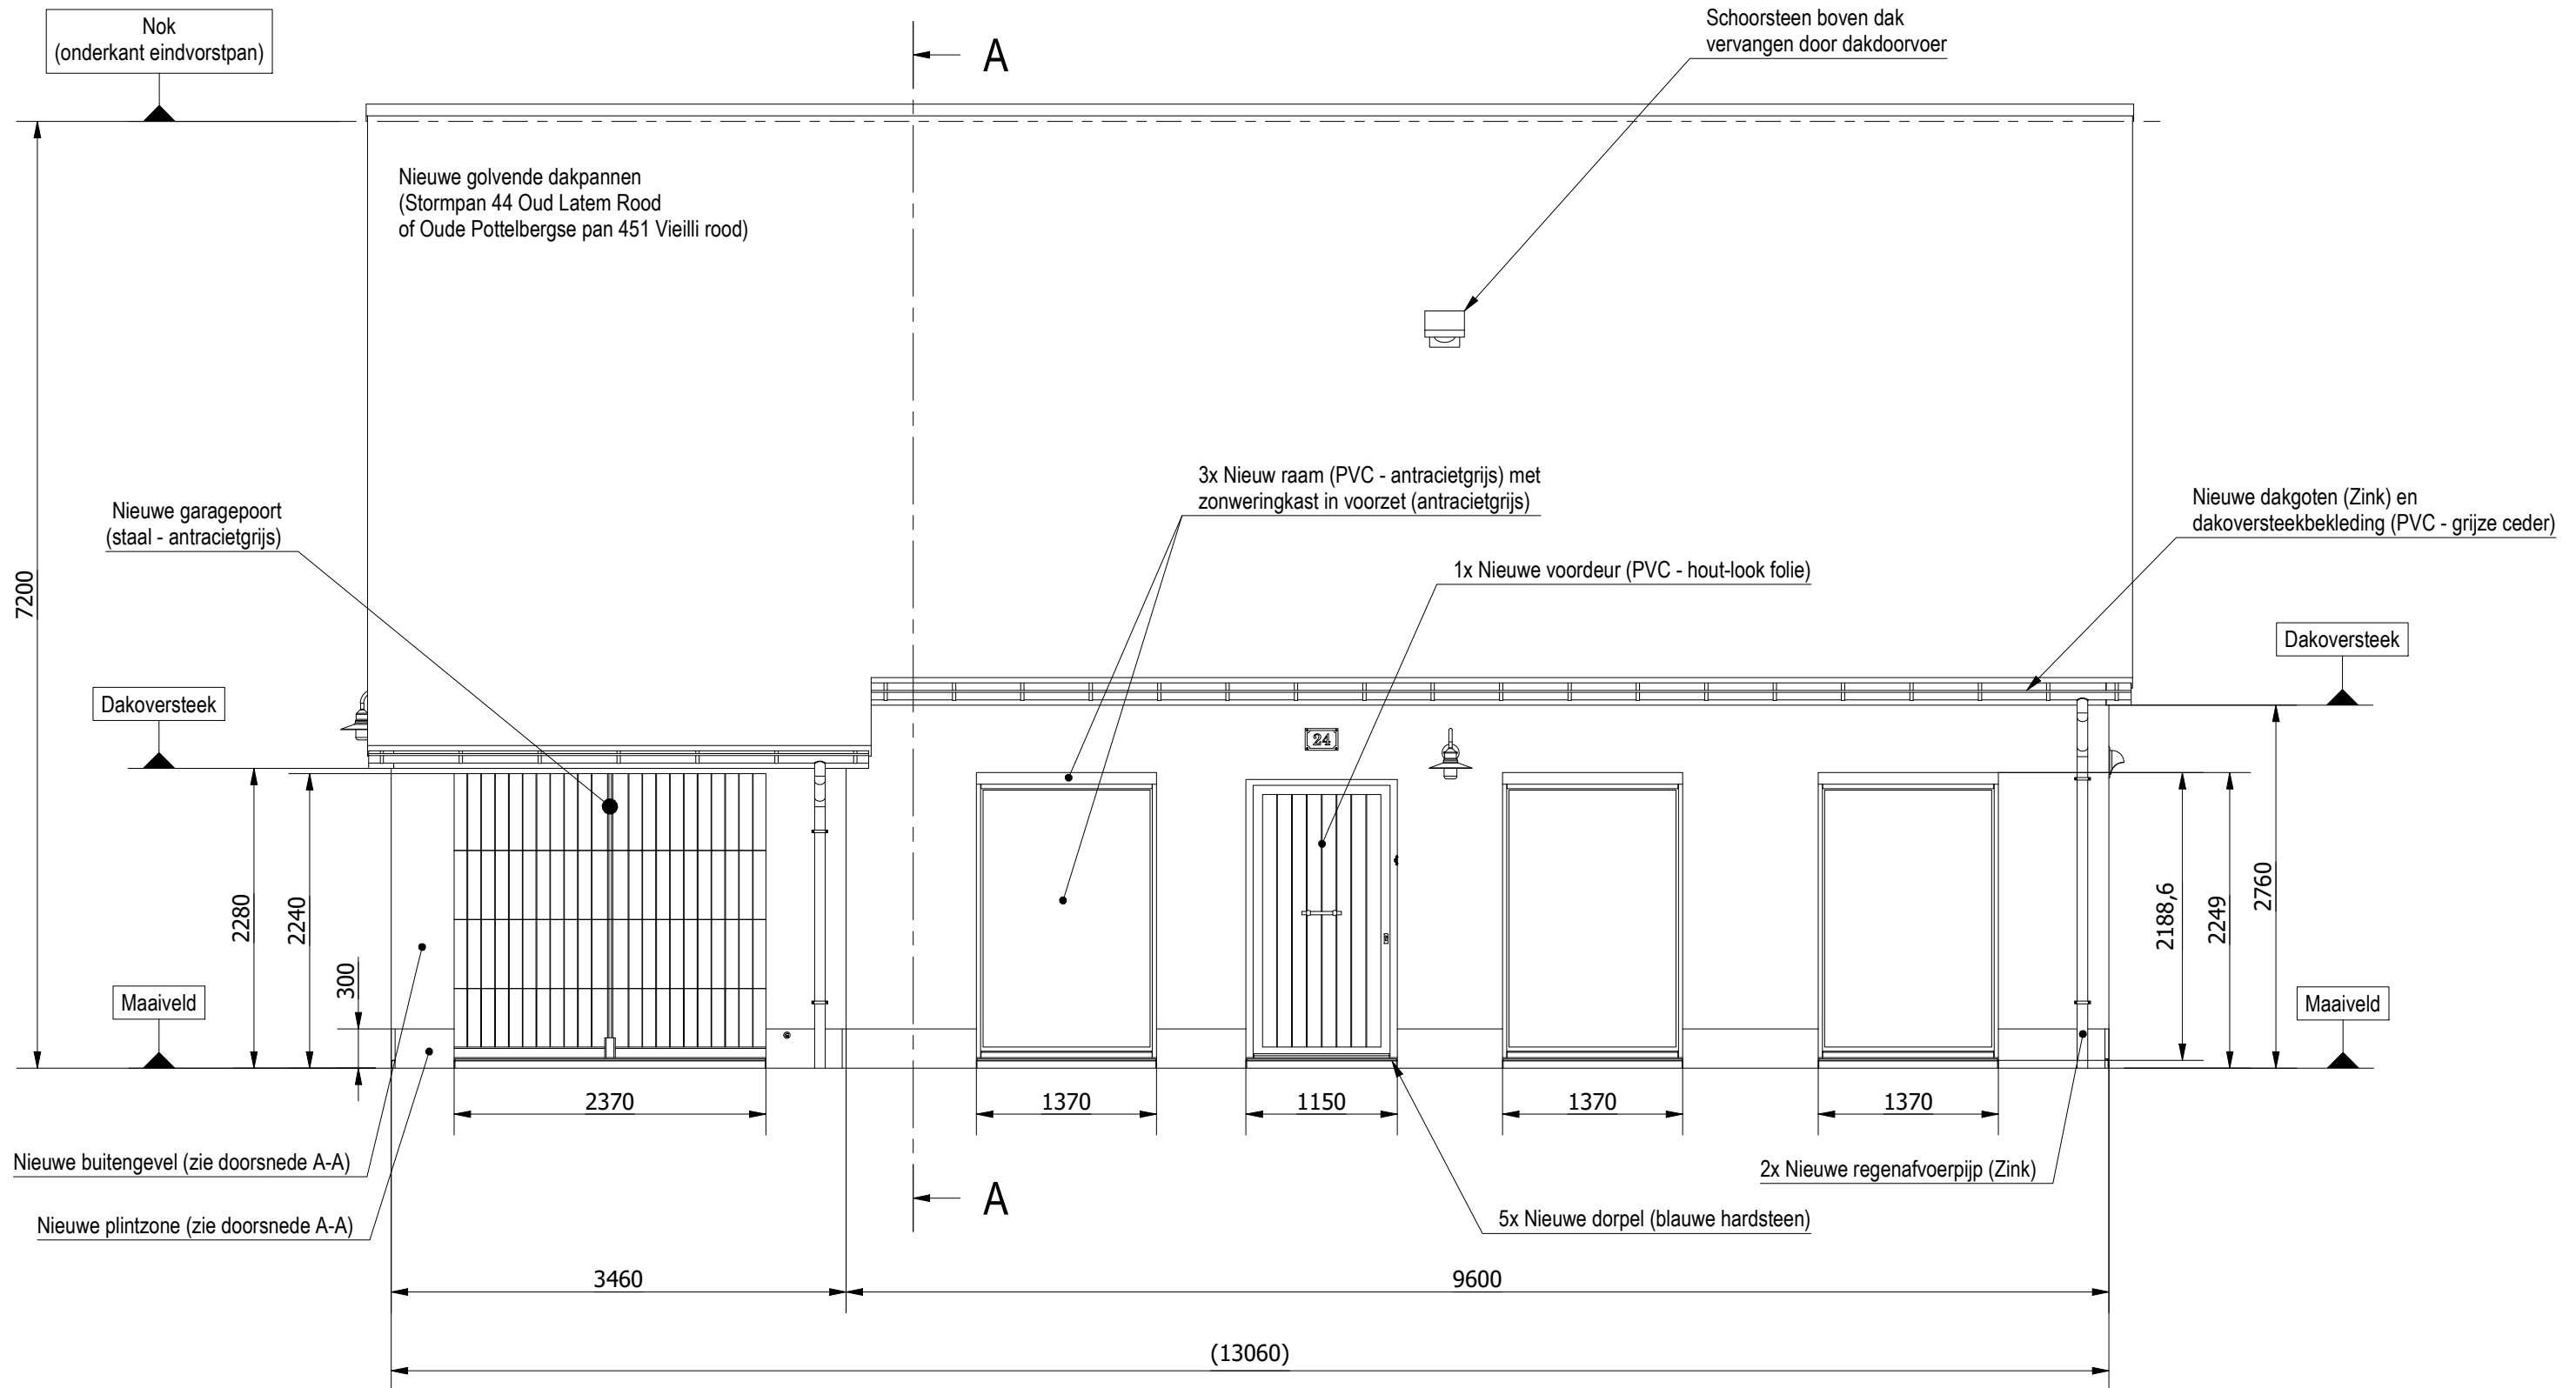 Nok
(onderkant eindvorstpan)
A
Schoorsteen boven dak
vervangen door dakdoorvoer
Nieuwe golvende dakpannen
(Stormpan 44 Oud Latem Rood
of Oude Pottelbergse pan 451 Vieilli rood)
3x Nieuw raam (PVC - antracietgrijs) met
zonweringkast in voorzet (antracietgrijs)
Nieuwe garagepoort
(staal - antracietgrijs)
Nieuwe dakgoten (Zink) en
dakoversteekbekleding (PVC - grijze ceder)
1x Nieuwe voordeur (PVC - hout-look folie)
7200
Dakoversteek
Dakoversteek
24
2280
2240
300
2188,6
2249
2760
Maaiveld
Maaiveld
2370
1370
1150
1370
1370
Nieuwe buitengevel (zie doorsnede A-A)
2x Nieuwe regenafvoerpijp (Zink)
A
Nieuwe plintzone (zie doorsnede A-A)
5x Nieuwe dorpel (blauwe hardsteen)
3460
9600
(13060)